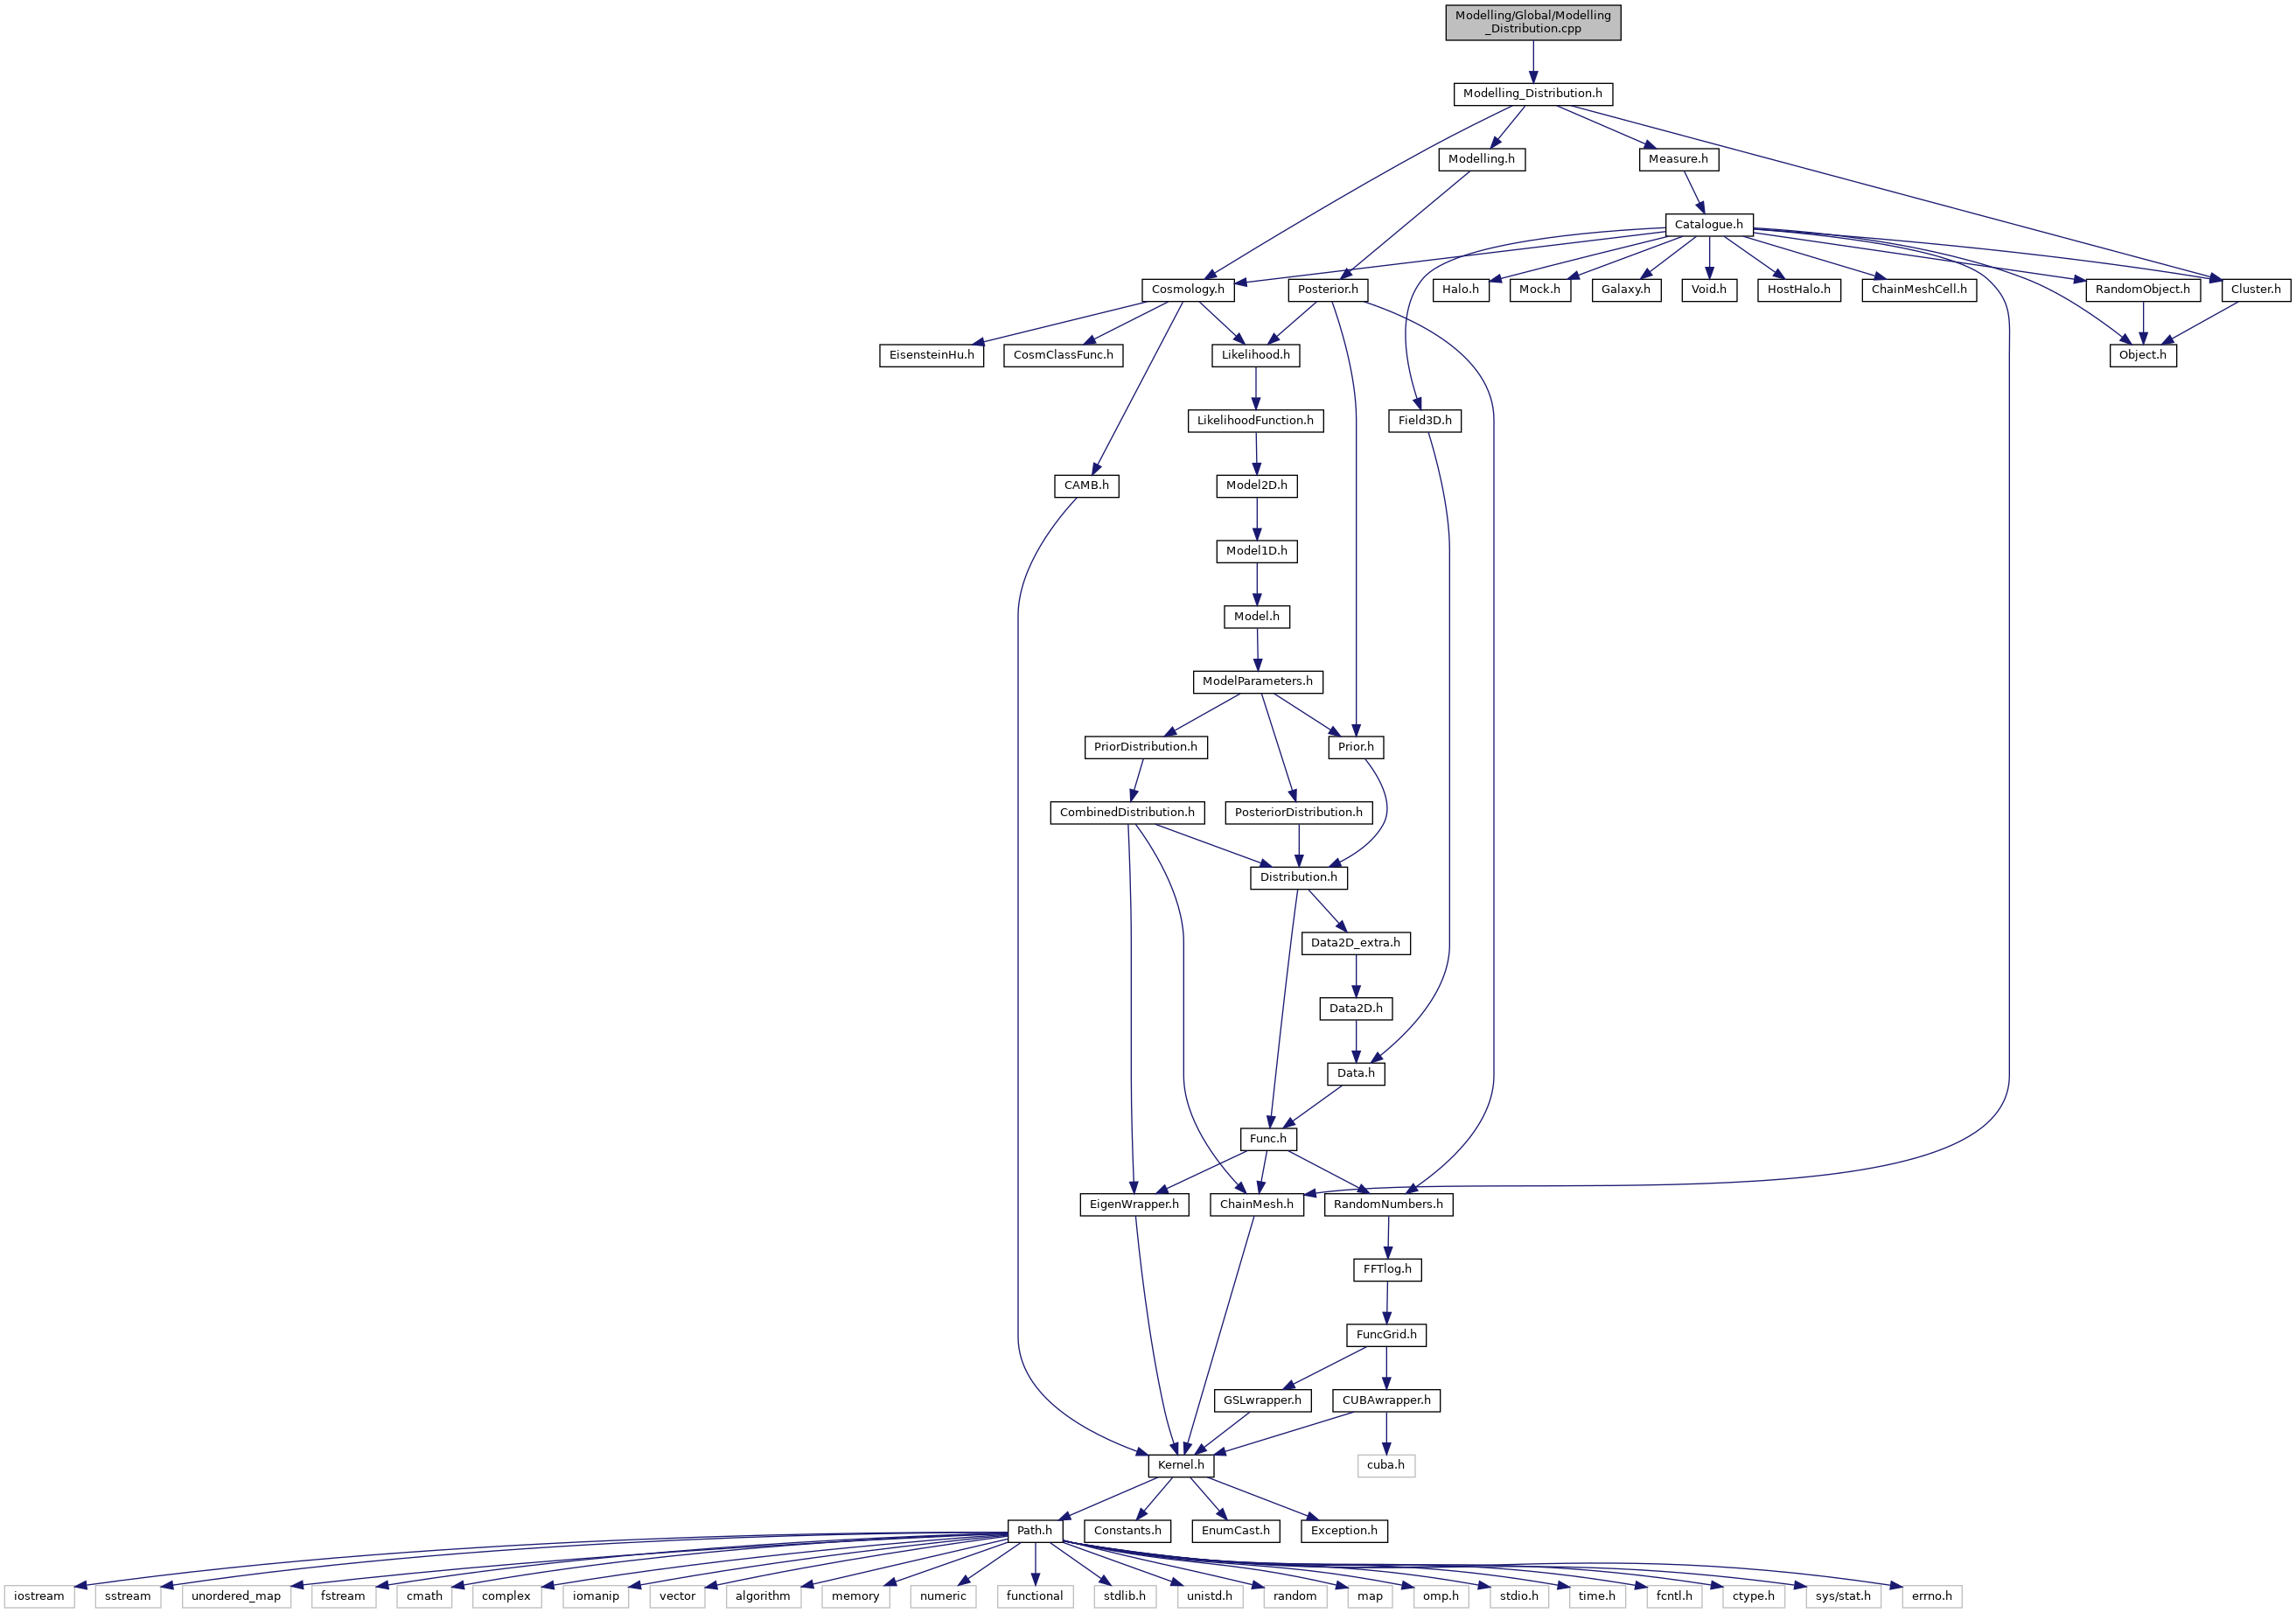 Modelling/Global/Modelling
_Distribution.cpp
Modelling_Distribution.h
Modelling.h
Measure.h
Catalogue.h
Cosmology.h
Posterior.h
Halo.h
Mock.h
Galaxy.h
Void.h
HostHalo.h
ChainMeshCell.h
RandomObject.h
Cluster.h
EisensteinHu.h
CosmClassFunc.h
Likelihood.h
Object.h
LikelihoodFunction.h
Field3D.h
CAMB.h
Model2D.h
Model1D.h
Model.h
ModelParameters.h
PriorDistribution.h
Prior.h
CombinedDistribution.h
PosteriorDistribution.h
Distribution.h
Data2D_extra.h
Data2D.h
Data.h
Func.h
EigenWrapper.h
ChainMesh.h
RandomNumbers.h
FFTlog.h
FuncGrid.h
GSLwrapper.h
CUBAwrapper.h
Kernel.h
cuba.h
Path.h
Constants.h
EnumCast.h
Exception.h
iostream
sstream
unordered_map
fstream
cmath
complex
iomanip
vector
algorithm
memory
numeric
functional
stdlib.h
unistd.h
random
map
omp.h
stdio.h
time.h
fcntl.h
ctype.h
sys/stat.h
errno.h